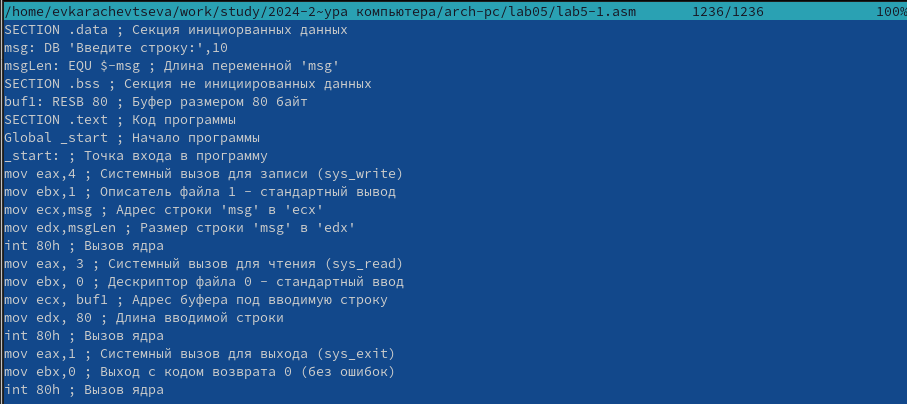 /home/evkarachevtseva/work/study/2024-2~ура компьютера/arch-pc/lab05/lab5-1.asm 1236/1236 100%
SECTION .data ; Секция инициорванных данных
msg: DB 'Введите строку:',10
msgLen: EQU $-msg ; Длина переменной 'msg'
SECTION .bss ; Секция не инициированных данных
buf1: RESB 80 ; Буфер размером 80 байт
SECTION .text ; Код программы
Global _start ; Начало программы
_start: ; Точка входа в программу
mov eax,4 ; Системный вызов для записи (sys_write)
mov ebx,1 ; Описатель файла 1 - стандартный вывод
mov ecx,msg ; Адрес строки 'msg' в 'ecx'
mov edx,msgLen ; Размер строки 'msg' в 'edx'
int 80h ; Вызов ядра
mov eax, 3 ; Системный вызов для чтения (sys_read)
mov ebx, 0 ; Дескриптор файла 0 - стандартный ввод
mov ecx, buf1 ; Адрес буфера под вводимую строку
mov edx, 80 ; Длина вводимой строки
int 80h ; Вызов ядра
mov eax,1 ; Системный вызов для выхода (sys_exit)
mov ebx,0 ; Выход с кодом возврата 0 (без ошибок)
int 80h ; Вызов ядра